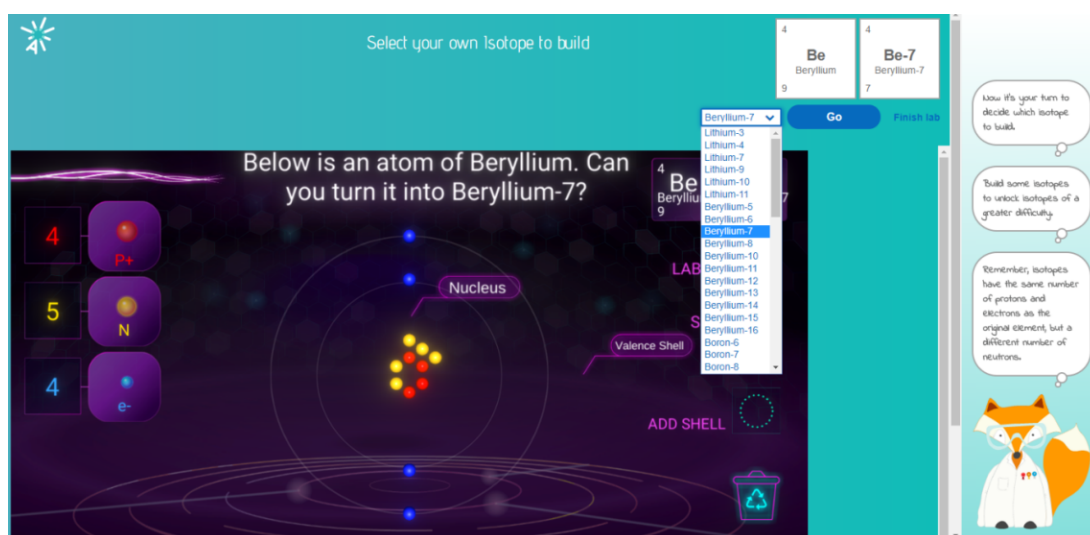 Select your own Isotope to build
4
Be
Beryllium
9
4
Be-7
Beryllium-7
7
Beryllium-7
Go
Finish lab
Lithium-3
Lithium-4
Lithium-7
Lithium-9
Lithium-10
Lithium-11
Beryllium-5
Beryllium-6
Beryllium-7
Beryllium-8
Beryllium-10
Beryllium-11
Beryllium-12
Beryllium-13
Beryllium-14
Beryllium-15
Beryllium-16
Boron-6
Boron-7
Boron-8
Below is an atom of Beryllium. Can
you turn it into Beryllium-7?
4
Be
Berylliu
9
7
4
P+
5
N
4
e-
Nucleus
Valence Shell
LAB
S
ADD SHELL
Now it's your turn to
decide which isotope
to build.
Build some isotopes
to unlock isotopes of a
greater difficulty.
Remember, isotopes
have the same number
of protons and
electrons as the
original element, but a
different number of
neutrons.